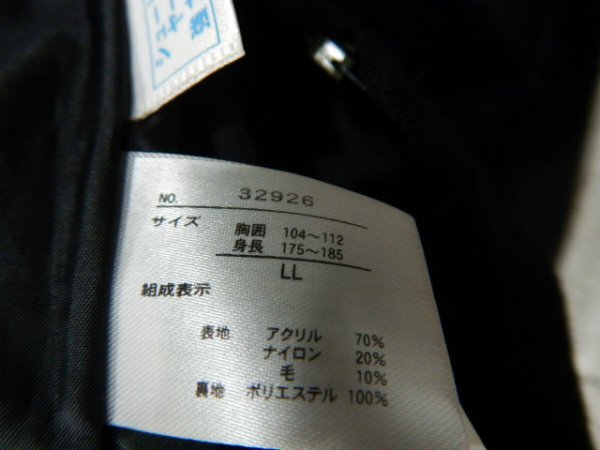 NO. 32926
サイズ 胸囲 104～112
身長 175～185
LL
組成表示
表地 アクリル 70%
ナイロン 20%
毛 10%
裏地 ポリエステル 100%